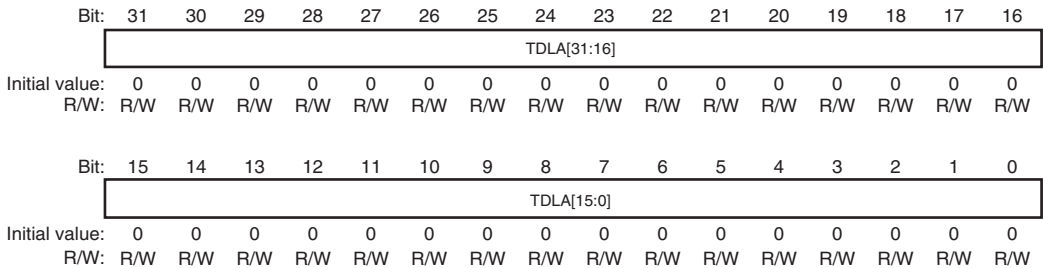 Bit: 31 30 29 28 27 26 25 24 23 22 21 20 19 18 17 16
TDLA[31:16]
Initial value: 0 0 0 0 0 0 0 0 0 0 0 0 0 0 0 0
R/W: R/W R/W R/W R/W R/W R/W R/W R/W R/W R/W R/W R/W R/W R/W R/W R/W
Bit: 15 14 13 12 11 10 9 8 7 6 5 4 3 2 1 0
TDLA[15:0]
Initial value: 0 0 0 0 0 0 0 0 0 0 0 0 0 0 0 0
R/W: R/W R/W R/W R/W R/W R/W R/W R/W R/W R/W R/W R/W R/W R/W R/W R/W